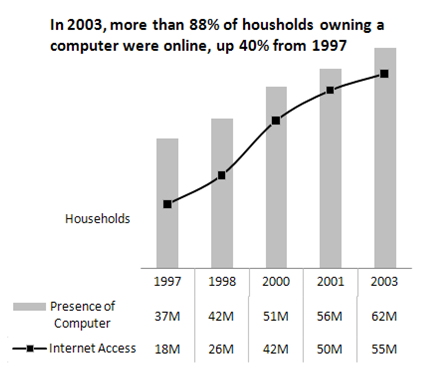 In 2003, more than 88% of housholds owning a
computer were online, up 40% from 1997
Households
1997 1998 2000 2001 2003
Presence of
Computer 37M 42M 51M 56M 62M
Internet Access 18M 26M 42M 50M 55M